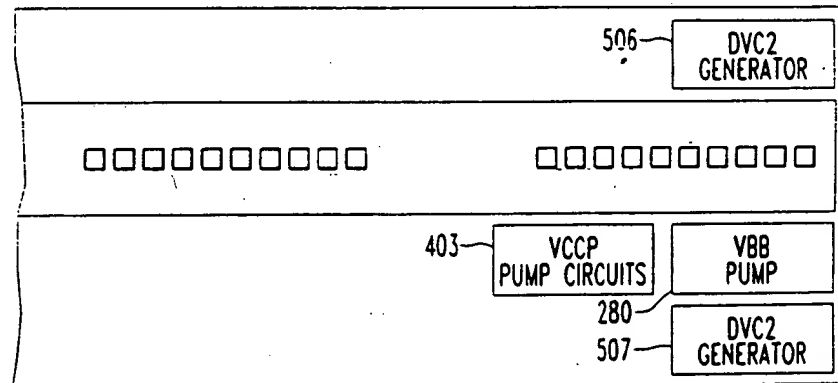 506
DVC2
GENERATOR
403
VCCP
PUMP CIRCUITS
VBB
PUMP
280
507
DVC2
GENERATOR